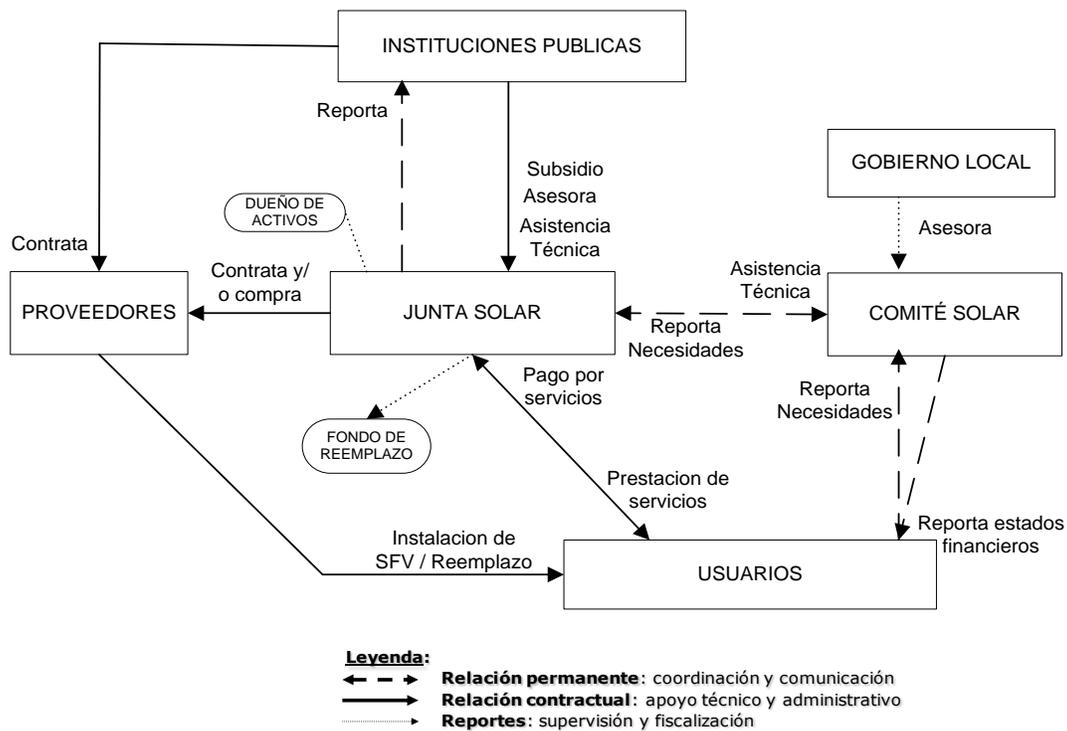 INSTITUCIONES PUBLICAS
Reporta
Subsidio
Asesora
Asistencia
Técnica
GOBIERNO LOCAL
Asesora
DUEÑO DE
ACTIVOS
Contrata
Contrata y/
o compra
PROVEEDORES
JUNTA SOLAR
Asistencia
Técnica
Reporta
Necesidades
COMITÉ SOLAR
Pago por
servicios
Reporta
Necesidades
FONDO DE
REEMPLAZO
Prestacion de
servicios
Instalacion de
SFV / Reemplazo
Reporta estados
financieros
USUARIOS
Leyenda:
Relación permanente: coordinación y comunicación
Relación contractual: apoyo técnico y administrativo
Reportes: supervisión y fiscalización